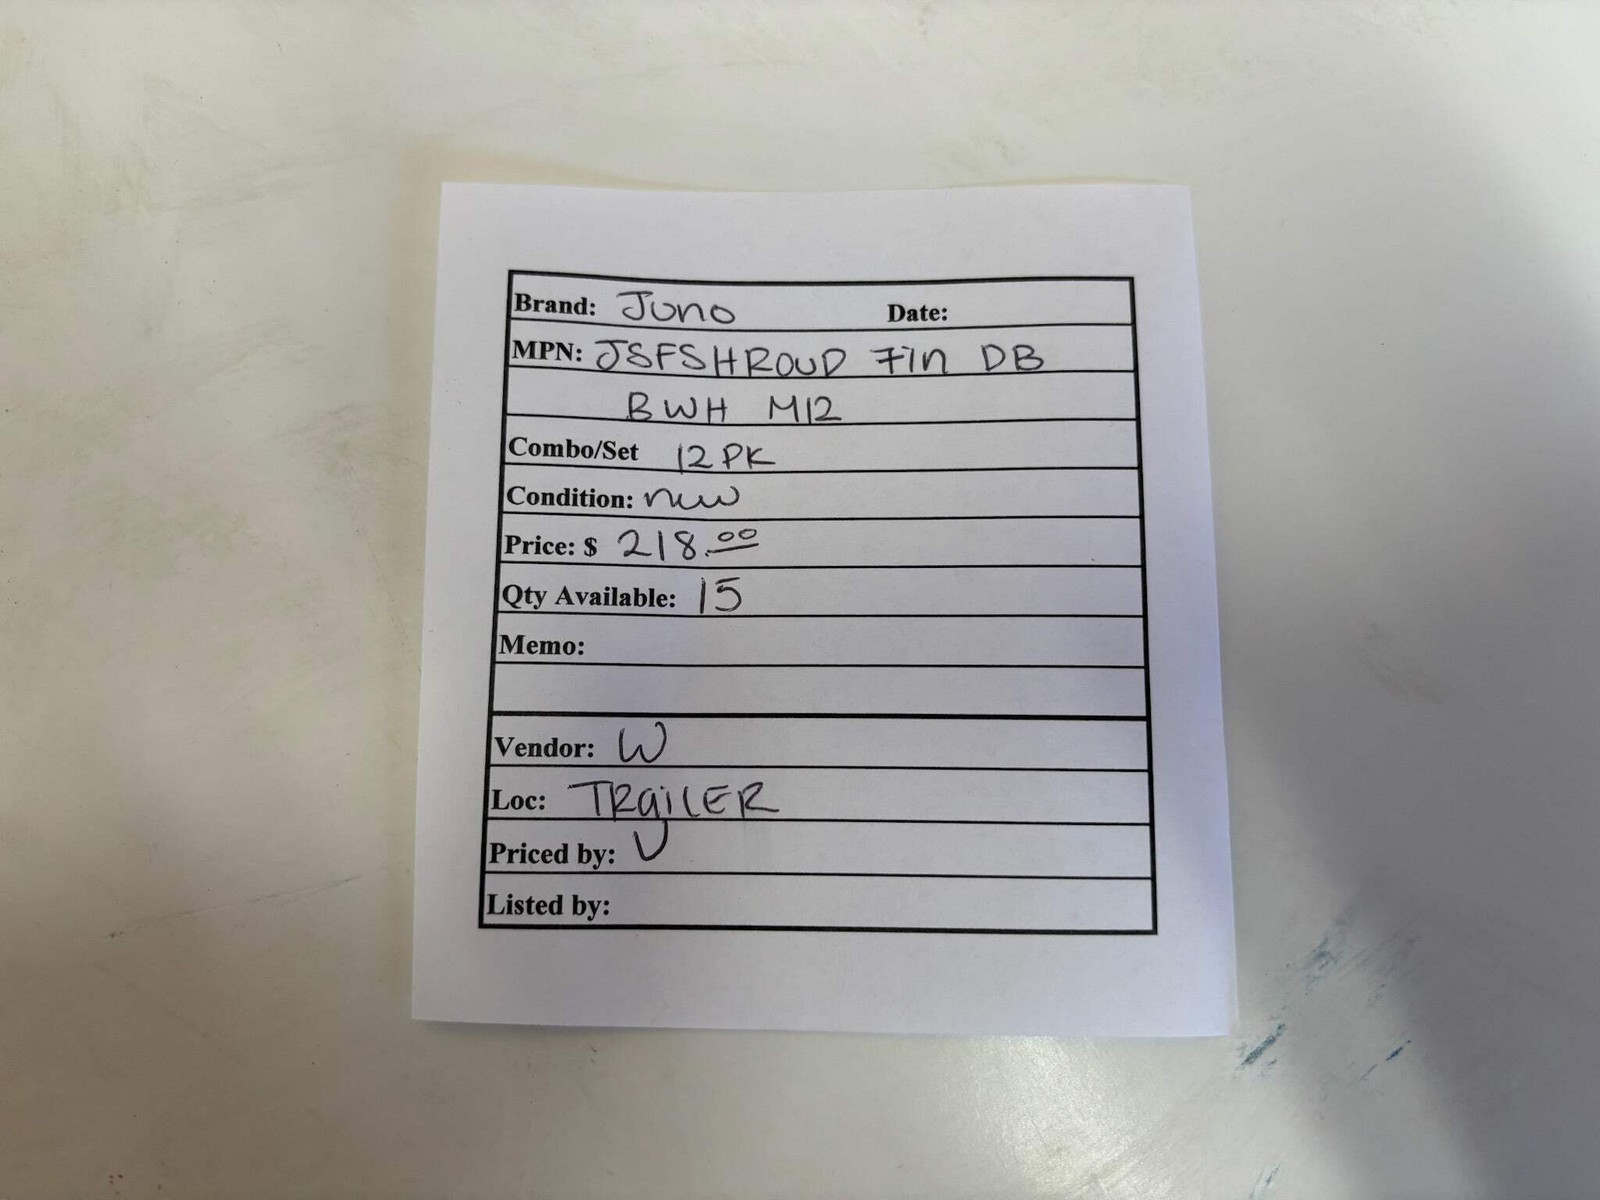 Brand: Juno Date:
MPN: JSFSHROUD 7in DB
BWH M12
Combo/Set 12PK
Condition: new
Price: $ 218.00
Qty Available: 15
Memo:
Vendor: W
Loc: TRaiLER
Priced by: V
Listed by: